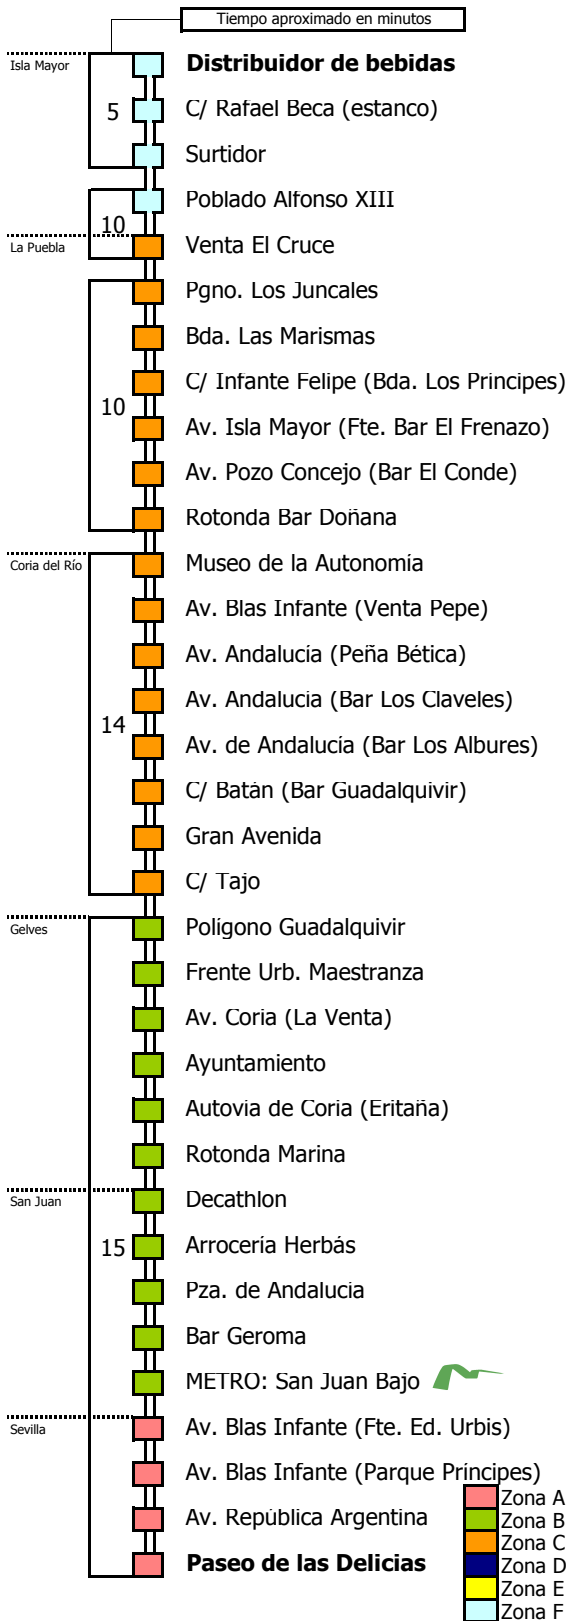 Tiempo aproximado en minutos
Isla Mayor
Distribuidor de bebidas
5
C/ Rafael Beca (estanco)
Surtidor
Poblado Alfonso XIII
10
La Puebla
Venta El Cruce
Pgno. Los Juncales
Bda. Las Marismas
C/ Infante Felipe (Bda. Los Principes)
10
Av. Isla Mayor (Fte. Bar El Frenazo)
Av. Pozo Concejo (Bar El Conde)
Rotonda Bar Doñana
Coria del Río
Museo de la Autonomía
Av. Blas Infante (Venta Pepe)
Av. Andalucía (Peña Bética)
Av. Andalucia (Bar Los Claveles)
14
Av. de Andalucía (Bar Los Albures)
C/ Batán (Bar Guadalquivir)
Gran Avenida
C/ Tajo
Gelves
Polígono Guadalquivir
Frente Urb. Maestranza
Av. Coria (La Venta)
Ayuntamiento
Autovia de Coria (Eritaña)
Rotonda Marina
San Juan
Decathlon
15
Arrocería Herbás
Pza. de Andalucia
Bar Geroma
METRO: San Juan Bajo
Sevilla
Av. Blas Infante (Fte. Ed. Urbis)
Av. Blas Infante (Parque Príncipes)
Av. República Argentina
Paseo de las Delicias
Zona A
Zona B
Zona C
Zona D
Zona E
Zona F